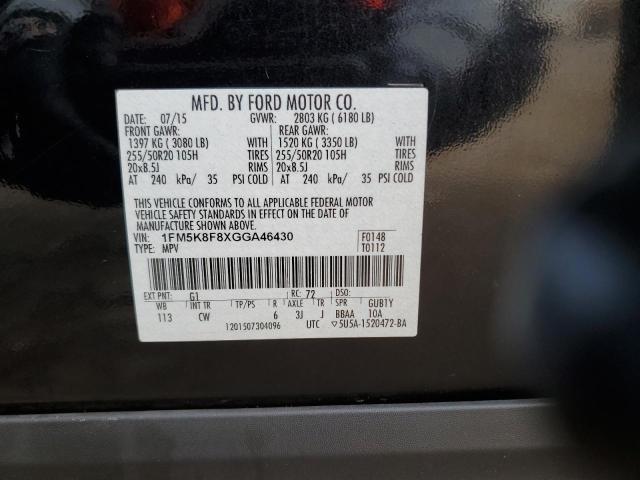 MFD. BY FORD MOTOR CO.
DATE: 07/15 GVWR: 2803 KG ( 6180 LB)
FRONT GAWR: REAR GAWR:
1397 KG ( 3080 LB) WITH 1520 KG ( 3350 LB) WITH
255/50R20 105H TIRES 255/50R20 105H TIRES
20x8.5J RIMS 20x8.5J RIMS
AT 240 kPa/ 35 PSI COLD AT 240 kPa/ 35 PSI COLD
THIS VEHICLE CONFORMS TO ALL APPLICABLE FEDERAL MOTOR
VEHICLE SAFETY STANDARDS IN EFFECT ON THE DATE OF
MANUFACTURE SHOWN ABOVE.
VIN: 1FM5K8F8XGGA46430 F0148
TYPE: MPV T0112
EXT PNT: G1 RC: 72 DSO:
WB INT TR TP/PS R AXLE TR SPR GUB1Y
113 CW 6 3J J BBAA 10A
1201507304096 UTC ▽5U5A-1520472-BA